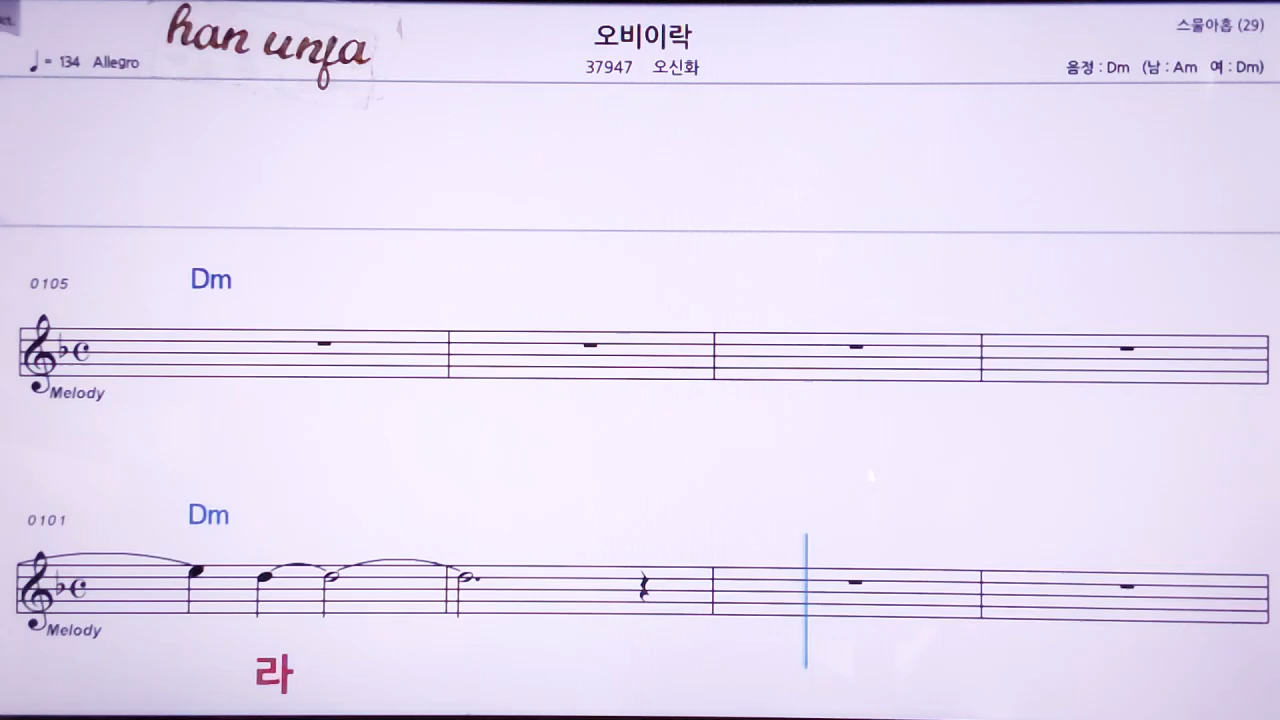 han unfa
오비이락
스물아홉 (29)
♩= 134 Allegro
37947 오신화
음정 : Dm (남 : Am 여 : Dm)
0105 Dm
Melody
0101 Dm
Melody
라